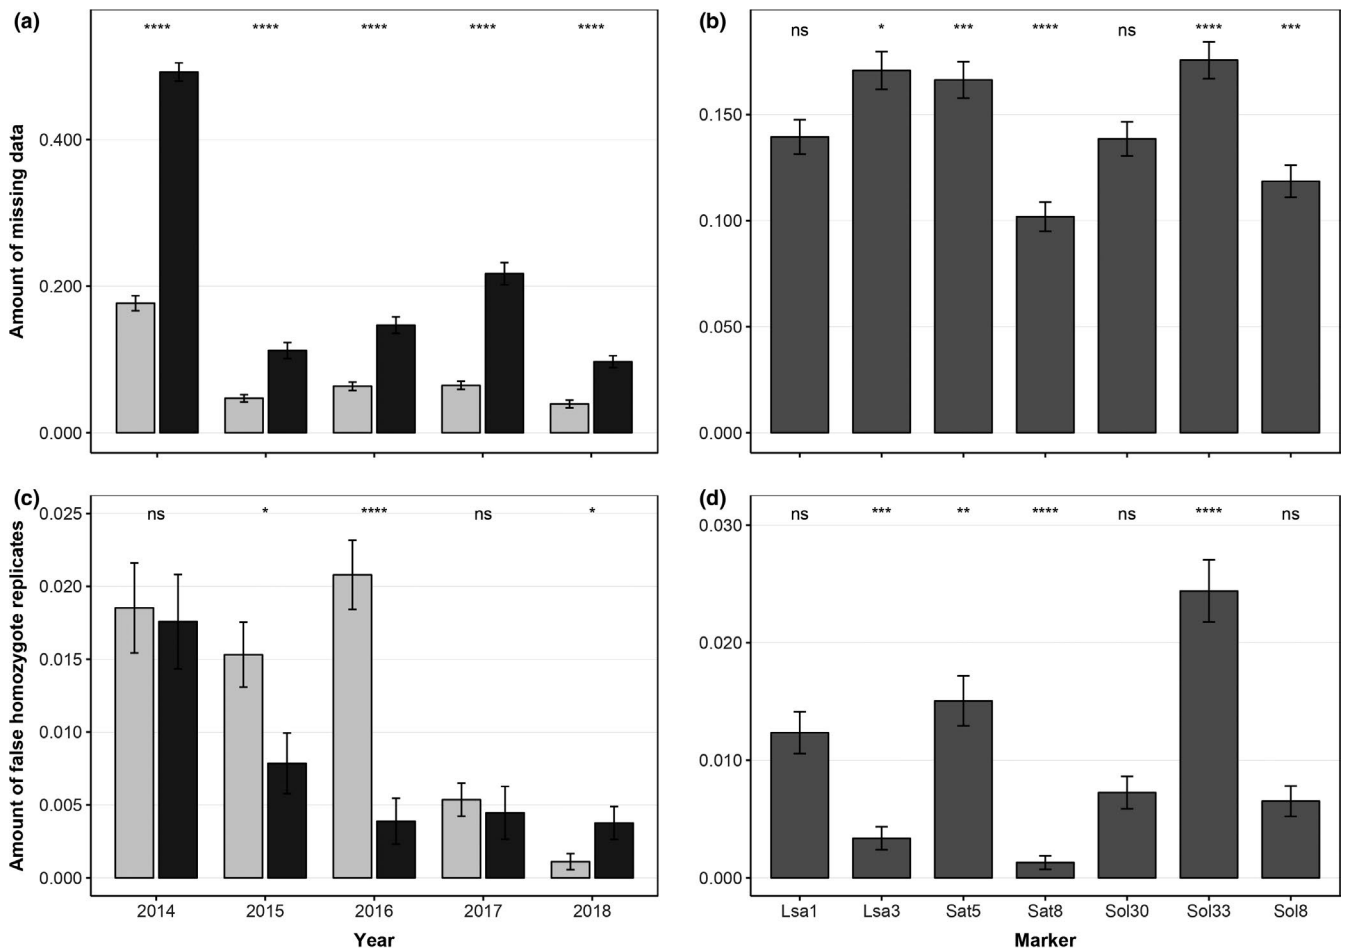 (a)
**** **** **** **** ****
Amount of missing data
0.400
0.200
0.000
(b)
ns * *** **** ns **** ***
0.150
0.100
0.050
0.000
(c)
ns * **** ns *
Amount of false homozygote replicates
0.025
0.020
0.015
0.010
0.005
0.000
2014 2015 2016 2017 2018
Year
(d)
ns *** ** **** ns **** ns
0.030
0.020
0.010
0.000
Lsa1 Lsa3 Sat5 Sat8 Sol30 Sol33 Sol8
Marker